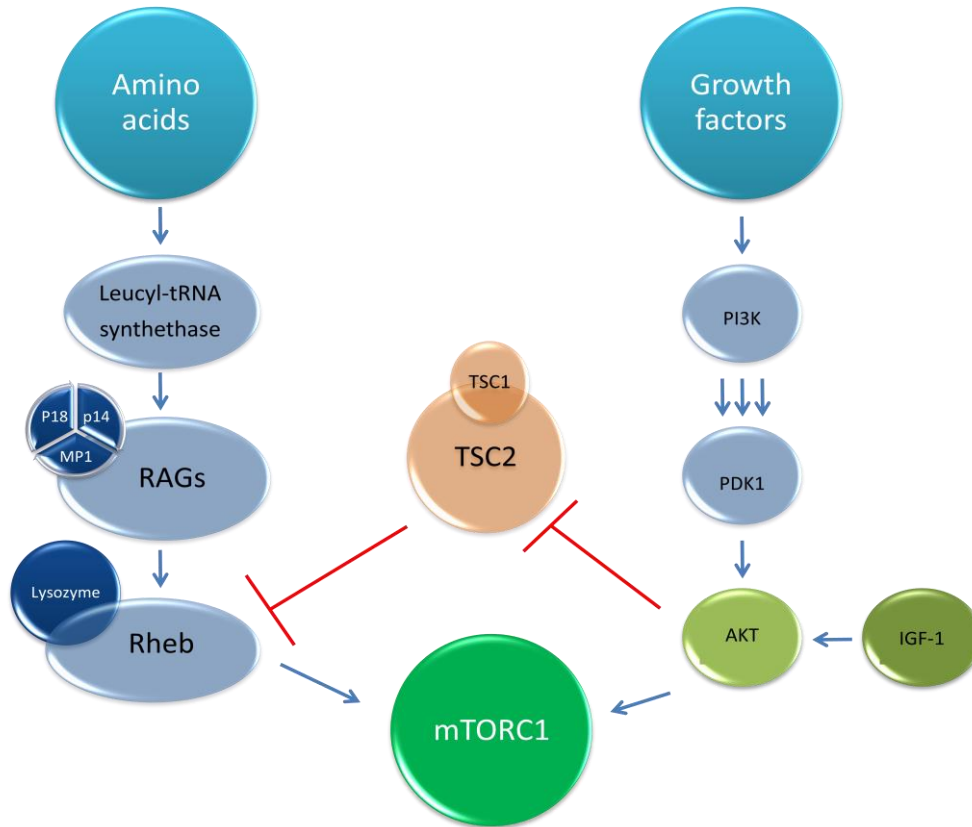 Amino
acids
Growth
factors
Leucyl-tRNA
synthethase
PI3K
TSC1
TSC2
P18
p14
MP1
RAGs
PDK1
Lysozyme
Rheb
AKT
IGF-1
mTORC1